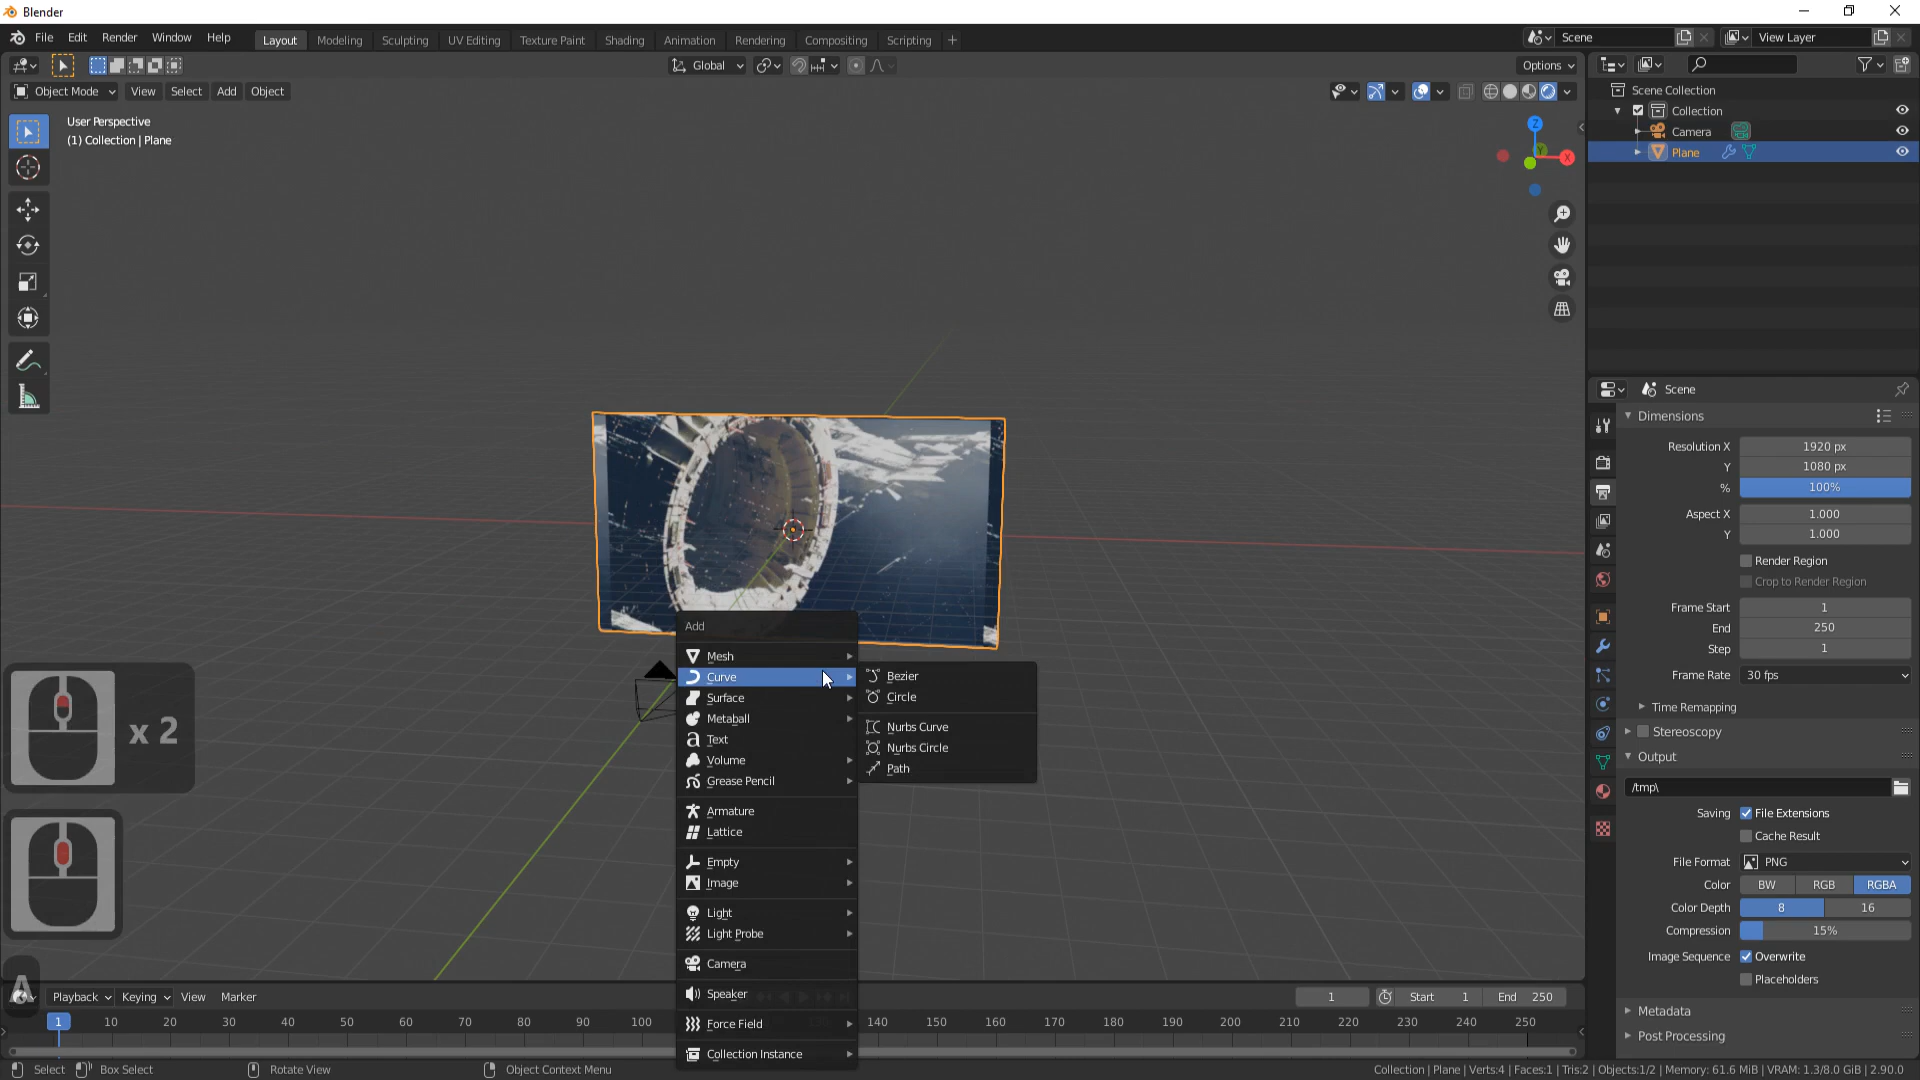 Blender
File Edit Render Window Help
Layout Modeling Sculpting UV Editing Texture Paint Shading Animation Rendering Compositing Scripting +
Scene
View Layer
Global
Options
Object Mode View Select Add Object
User Perspective
(1) Collection | Plane
Z
Y
X
Scene Collection
Collection
Camera
Plane
Scene
Dimensions
Resolution X 1920 px
Y 1080 px
% 100%
Aspect X 1.000
Y 1.000
Render Region
Crop to Render Region
Frame Start 1
End 250
Step 1
Frame Rate 30 fps
Time Remapping
Stereoscopy
Output
/tmp\
Saving File Extensions
Cache Result
File Format PNG
Color BW RGB RGBA
Color Depth 8 16
Compression 15%
Image Sequence Overwrite
Placeholders
Metadata
Post Processing
Add
Mesh
Curve
Surface
Metaball
Text
Volume
Grease Pencil
Armature
Lattice
Empty
Image
Light
Light Probe
Camera
Speaker
Force Field
Collection Instance
Bezier
Circle
Nurbs Curve
Nurbs Circle
Path
x 2
A
Playback Keying View Marker
1 Start 1 End 250
1 10 20 30 40 50 60 70 80 90 100 140 150 160 170 180 190 200 210 220 230 240 250
Select Box Select Rotate View Object Context Menu
Collection | Plane | Verts:4 | Faces:1 | Tris:2 | Objects:1/2 | Memory: 61.6 MiB | VRAM: 1.3/8.0 GiB | 2.90.0